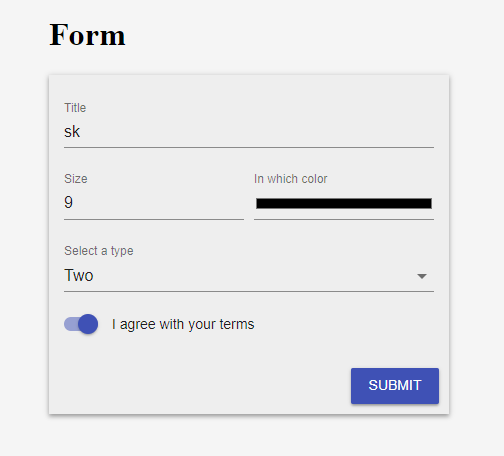 Form
Title
sk
Size
In which color
9
Select a type
Two
I agree with your terms
SUBMIT